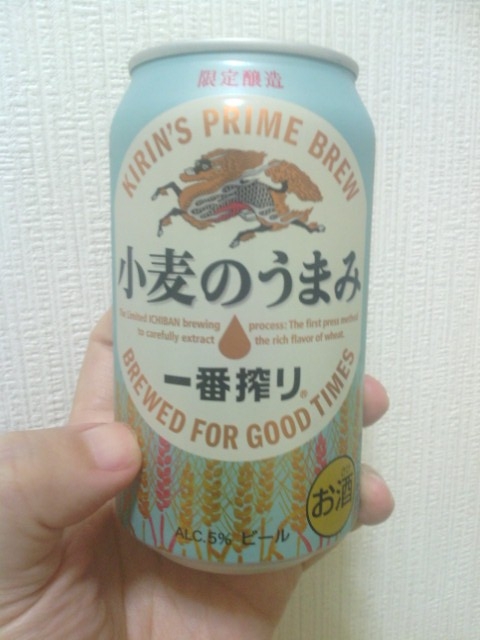 限定醸造
KIRIN'S PRIME BREW
小麦のうまみ
The Limited ICHIBAN brewing process: The first press method
to carefully extract the rich flavor of wheat.
一番搾り®
BREWED FOR GOOD TIMES
お酒
ALC.5% ビール